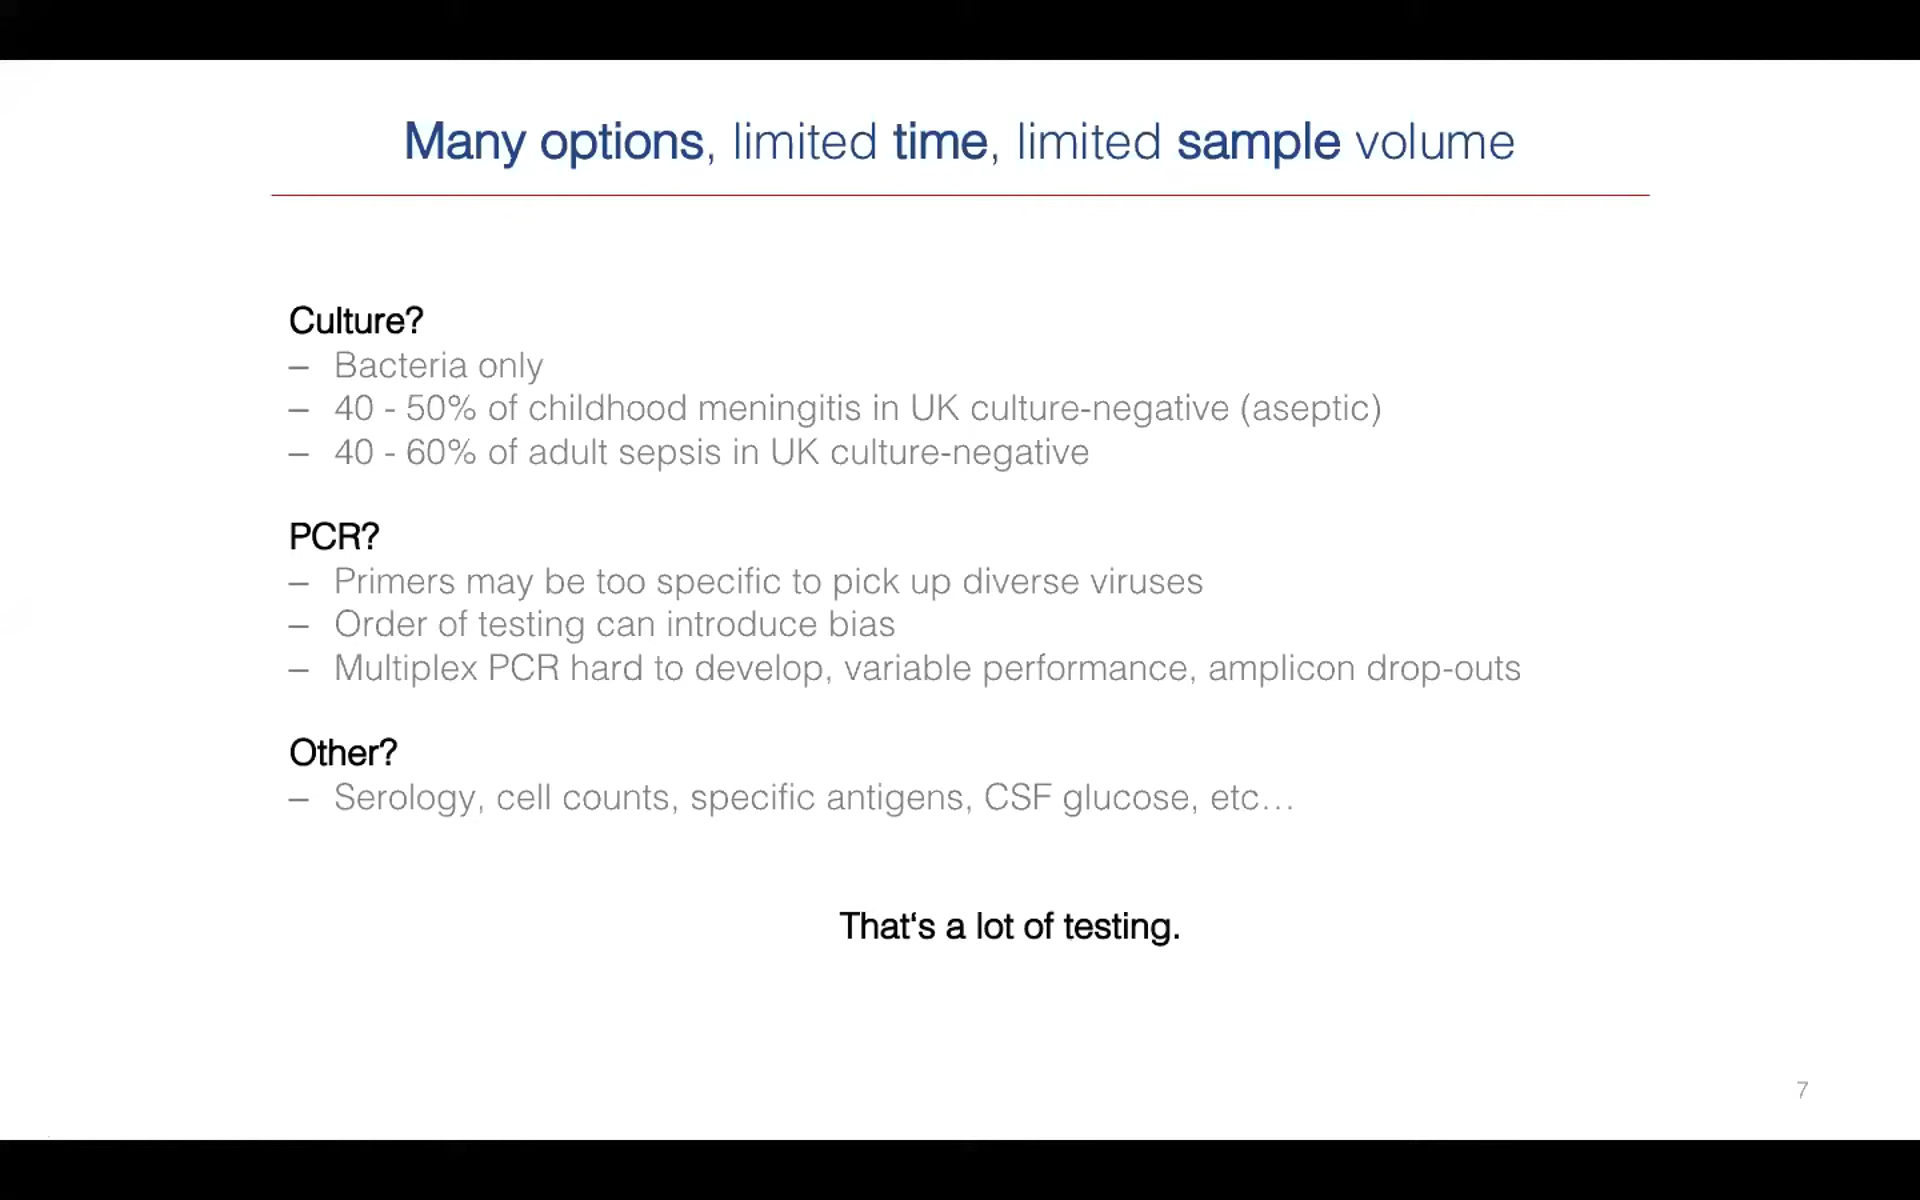 Many options, limited time, limited sample volume
Culture?
– Bacteria only
– 40 - 50% of childhood meningitis in UK culture-negative (aseptic)
– 40 - 60% of adult sepsis in UK culture-negative
PCR?
– Primers may be too specific to pick up diverse viruses
– Order of testing can introduce bias
– Multiplex PCR hard to develop, variable performance, amplicon drop-outs
Other?
– Serology, cell counts, specific antigens, CSF glucose, etc…
That‘s a lot of testing.
7